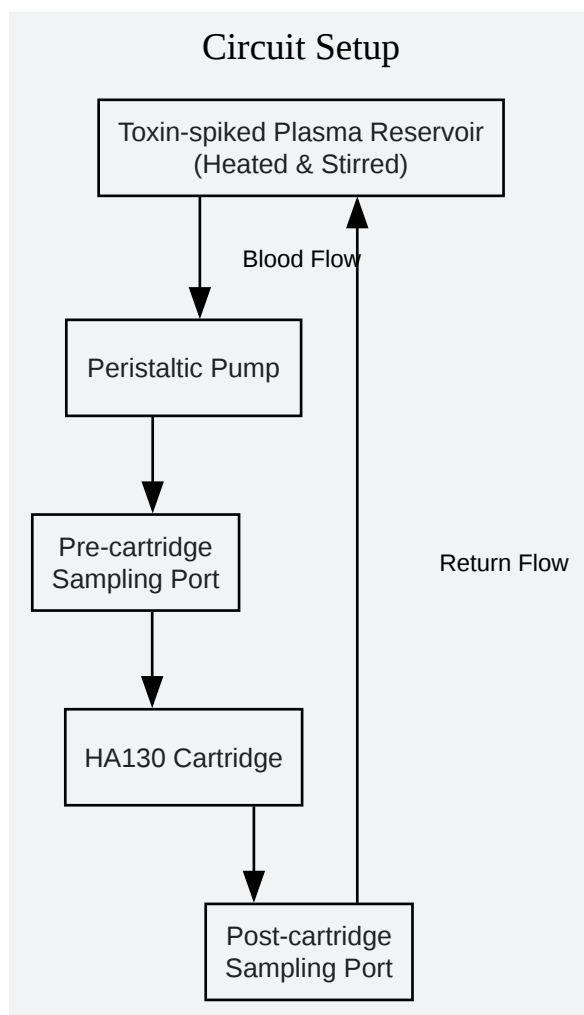 Circuit Setup
Toxin-spiked Plasma Reservoir
(Heated & Stirred)
Blood Flow
Peristaltic Pump
Pre-cartridge
Sampling Port
Return Flow
HA130 Cartridge
Post-cartridge
Sampling Port